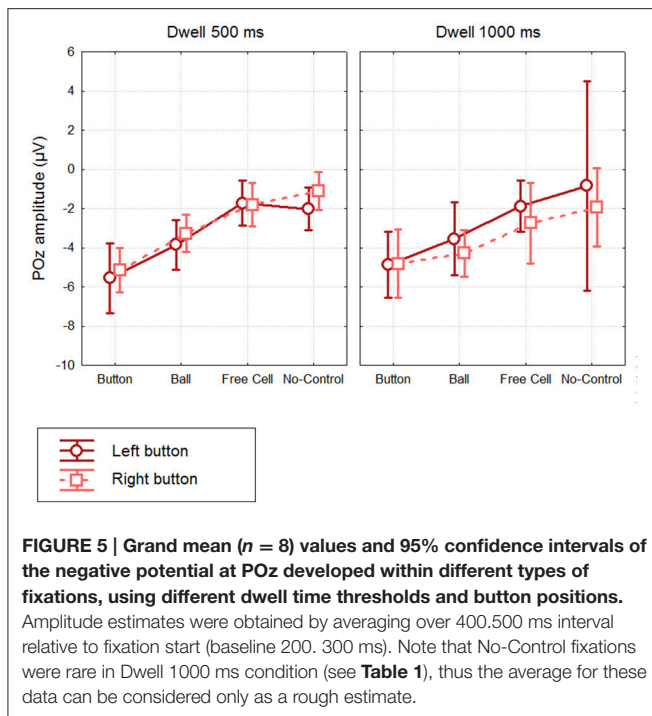 Dwell 500 ms
Dwell 1000 ms
6
4
2
0
-2
-4
-6
-8
-10
POz amplitude (µV)
Button Ball Free Cell No-Control
Button Ball Free Cell No-Control
Left button
Right button
FIGURE 5 | Grand mean (n = 8) values and 95% confidence intervals of
the negative potential at POz developed within different types of
fixations, using different dwell time thresholds and button positions.
Amplitude estimates were obtained by averaging over 400.500 ms interval
relative to fixation start (baseline 200. 300 ms). Note that No-Control fixations
were rare in Dwell 1000 ms condition (see Table 1), thus the average for these
data can be considered only as a rough estimate.